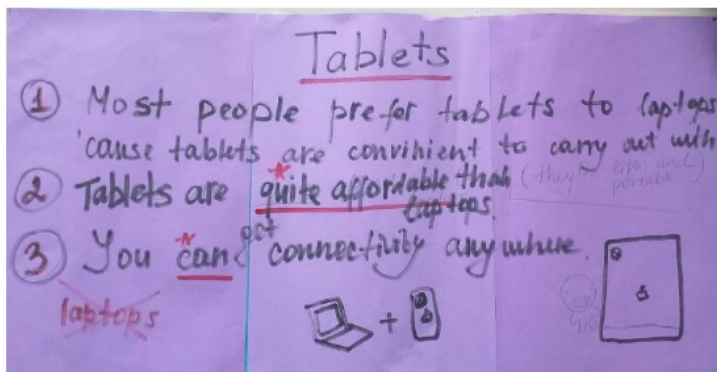 Tablets
① Most people prefer tablets to laptops
'cause tablets are convinient to carry out with
② Tablets are quite affordable than (they're light and portable)
laptops.
③ You can get connectivity anywhere.
laptops
+